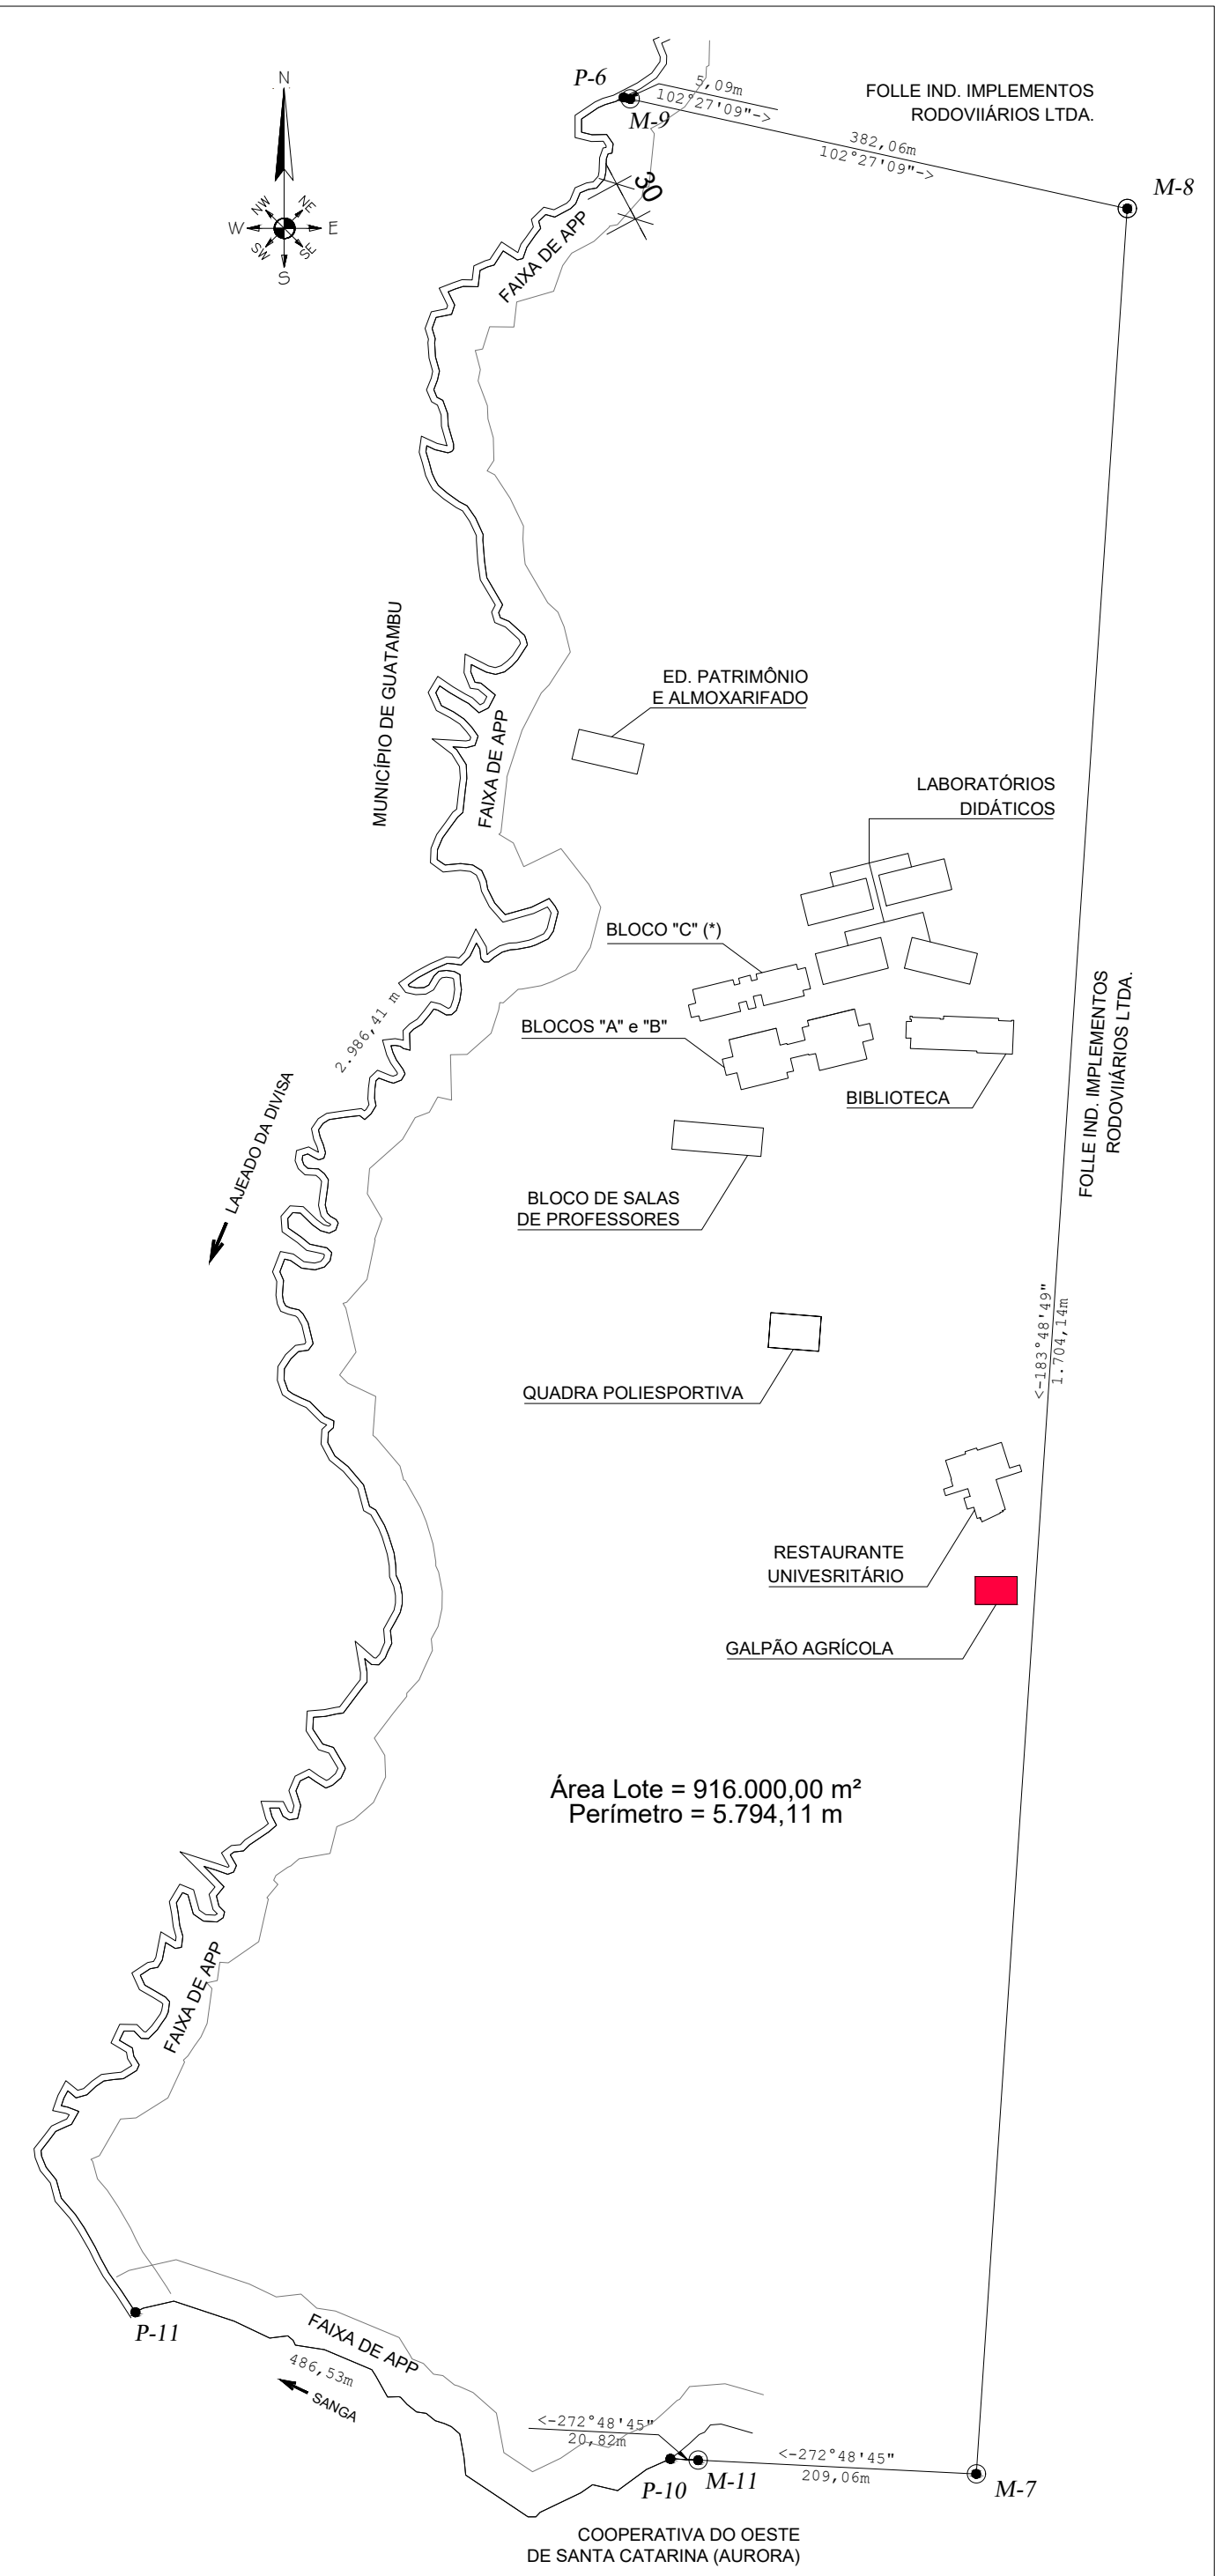 P-6
5,09m
102°27'09"->
M-9
FOLLE IND. IMPLEMENTOS
RODOVIIÁRIOS LTDA.
382,06m
102°27'09"->
M-8
N
NW
NE
W
E
SW
SE
S
30
FAIXA DE APP
MUNICÍPIO DE GUATAMBU
FAIXA DE APP
ED. PATRIMÔNIO
E ALMOXARIFADO
LABORATÓRIOS
DIDÁTICOS
BLOCO "C" (*)
BLOCOS "A" e "B"
BIBLIOTECA
2.986,41 m
LAJEADO DA DIVISA
FOLLE IND. IMPLEMENTOS
RODOVIIÁRIOS LTDA.
BLOCO DE SALAS
DE PROFESSORES
<-183°48'49"
1.704,14m
QUADRA POLIESPORTIVA
RESTAURANTE
UNIVESRITÁRIO
GALPÃO AGRÍCOLA
Área Lote = 916.000,00 m²
Perímetro = 5.794,11 m
FAIXA DE APP
P-11
FAIXA DE APP
486,53m
SANGA
<-272°48'45"
20,82m
P-10
M-11
<-272°48'45"
209,06m
M-7
COOPERATIVA DO OESTE
DE SANTA CATARINA (AURORA)